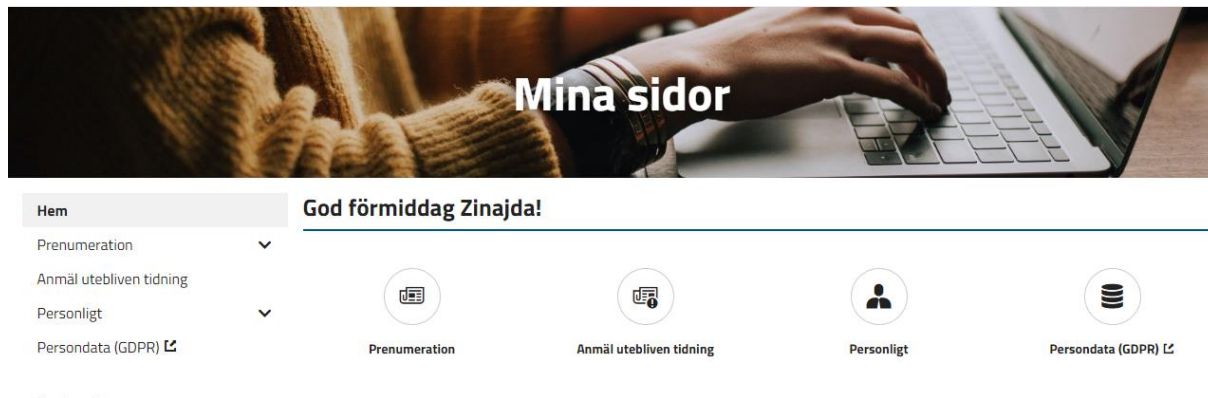 Mina sidor
Hem
Prenumeration
Anmäl utebliven tidning
Personligt
Persondata (GDPR)
God förmiddag Zinajda!
Prenumeration
Anmäl utebliven tidning
Personligt
Persondata (GDPR)